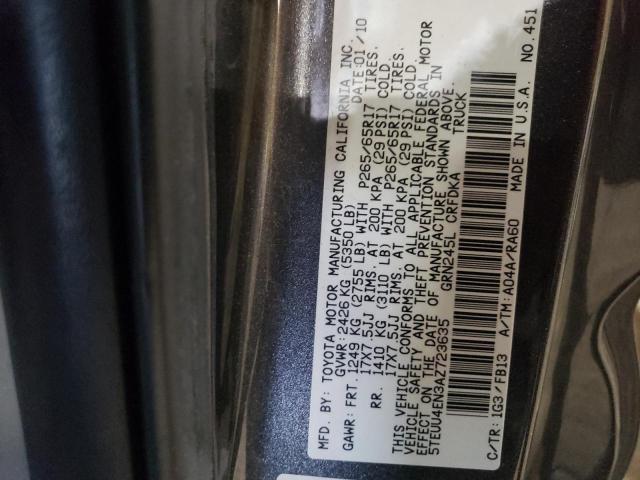 MFD. BY: TOYOTA MOTOR MANUFACTURING CALIFORNIA INC.
GVWR: 2426 KG (5350 LB) DATE: 01/10
GAWR: FRT. 1249 KG (2755 LB) WITH P265/65R17 TIRES.
17X7.5JJ RIMS. AT 200 KPA (29 PSI) COLD.
RR. 1410 KG (3110 LB) WITH P265/65R17 TIRES.
17X7.5JJ RIMS. AT 200 KPA (29 PSI) COLD.
THIS VEHICLE CONFORMS TO ALL APPLICABLE FEDERAL MOTOR
VEHICLE SAFETY AND THEFT PREVENTION STANDARDS IN
EFFECT ON THE DATE OF MANUFACTURE SHOWN ABOVE.
5TEUU4EN3AZ723635 GRN245L CRFDKA TRUCK
C/TR: 1G3/FB13 A/TM: A04A/RA60 MADE IN U.S.A. NO. 451